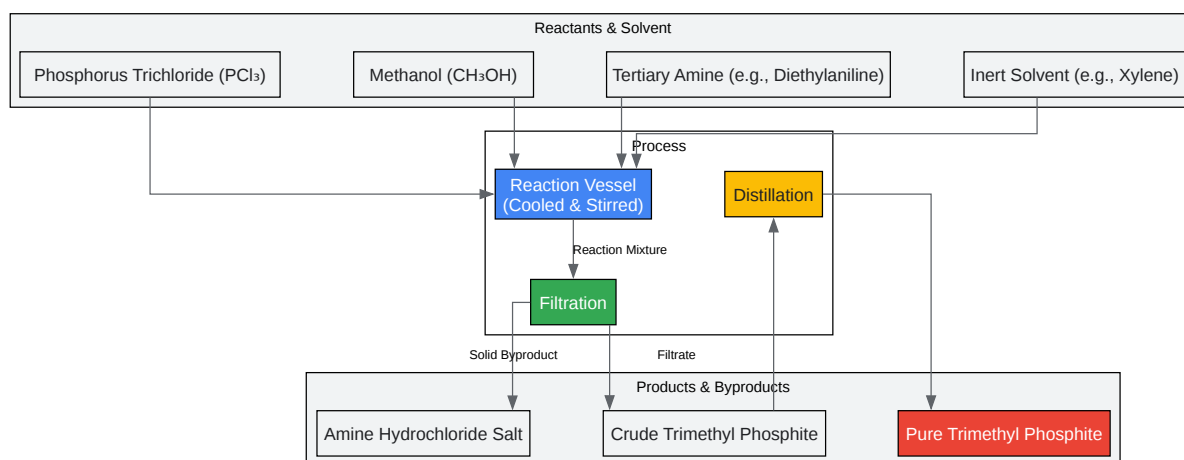 Reactants & Solvent
Phosphorus Trichloride (PCl₃)
Methanol (CH₃OH)
Tertiary Amine (e.g., Diethylaniline)
Inert Solvent (e.g., Xylene)
Process
Reaction Vessel
(Cooled & Stirred)
Distillation
Reaction Mixture
Filtration
Solid Byproduct
Filtrate
Products & Byproducts
Amine Hydrochloride Salt
Crude Trimethyl Phosphite
Pure Trimethyl Phosphite